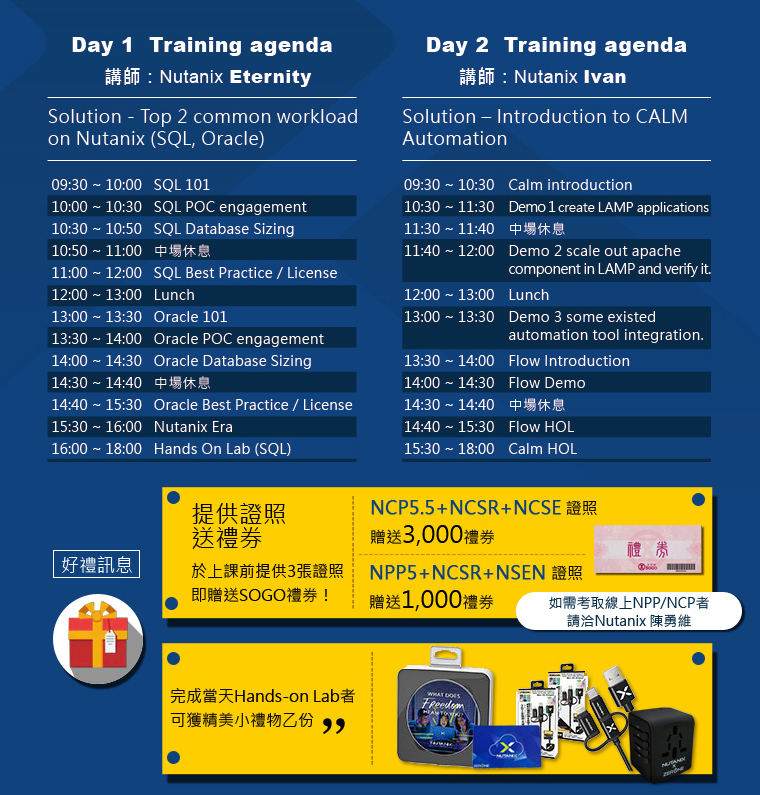 Day 1 Training agenda
講師：Nutanix Eternity
Solution - Top 2 common workload
on Nutanix (SQL, Oracle)
09:30 ~ 10:00 SQL 101
10:00 ~ 10:30 SQL POC engagement
10:30 ~ 10:50 SQL Database Sizing
10:50 ~ 11:00 中場休息
11:00 ~ 12:00 SQL Best Practice / License
12:00 ~ 13:00 Lunch
13:00 ~ 13:30 Oracle 101
13:30 ~ 14:00 Oracle POC engagement
14:00 ~ 14:30 Oracle Database Sizing
14:30 ~ 14:40 中場休息
14:40 ~ 15:30 Oracle Best Practice / License
15:30 ~ 16:00 Nutanix Era
16:00 ~ 18:00 Hands On Lab (SQL)
Day 2 Training agenda
講師：Nutanix Ivan
Solution – Introduction to CALM
Automation
09:30 ~ 10:30 Calm introduction
10:30 ~ 11:30 Demo 1 create LAMP applications
11:30 ~ 11:40 中場休息
11:40 ~ 12:00 Demo 2 scale out apache
component in LAMP and verify it.
12:00 ~ 13:00 Lunch
13:00 ~ 13:30 Demo 3 some existed
automation tool integration.
13:30 ~ 14:00 Flow Introduction
14:00 ~ 14:30 Flow Demo
14:30 ~ 14:40 中場休息
14:40 ~ 15:30 Flow HOL
15:30 ~ 18:00 Calm HOL
好禮訊息
提供證照
送禮券
於上課前提供3張證照
即贈送SOGO禮券！
NCP5.5+NCSR+NCSE 證照
贈送3,000禮券
NPP5+NCSR+NSEN 證照
贈送1,000禮券
禮 券
SOGO
如需考取線上NPP/NCP者
請洽Nutanix 陳勇維
完成當天Hands-on Lab者
可獲精美小禮物乙份 ”
WHAT DOES
Freedom
MEAN TO YOU?
NUTANIX
X
NUTANIX
ZERONE
X
NUTANIX
X
ZERONE